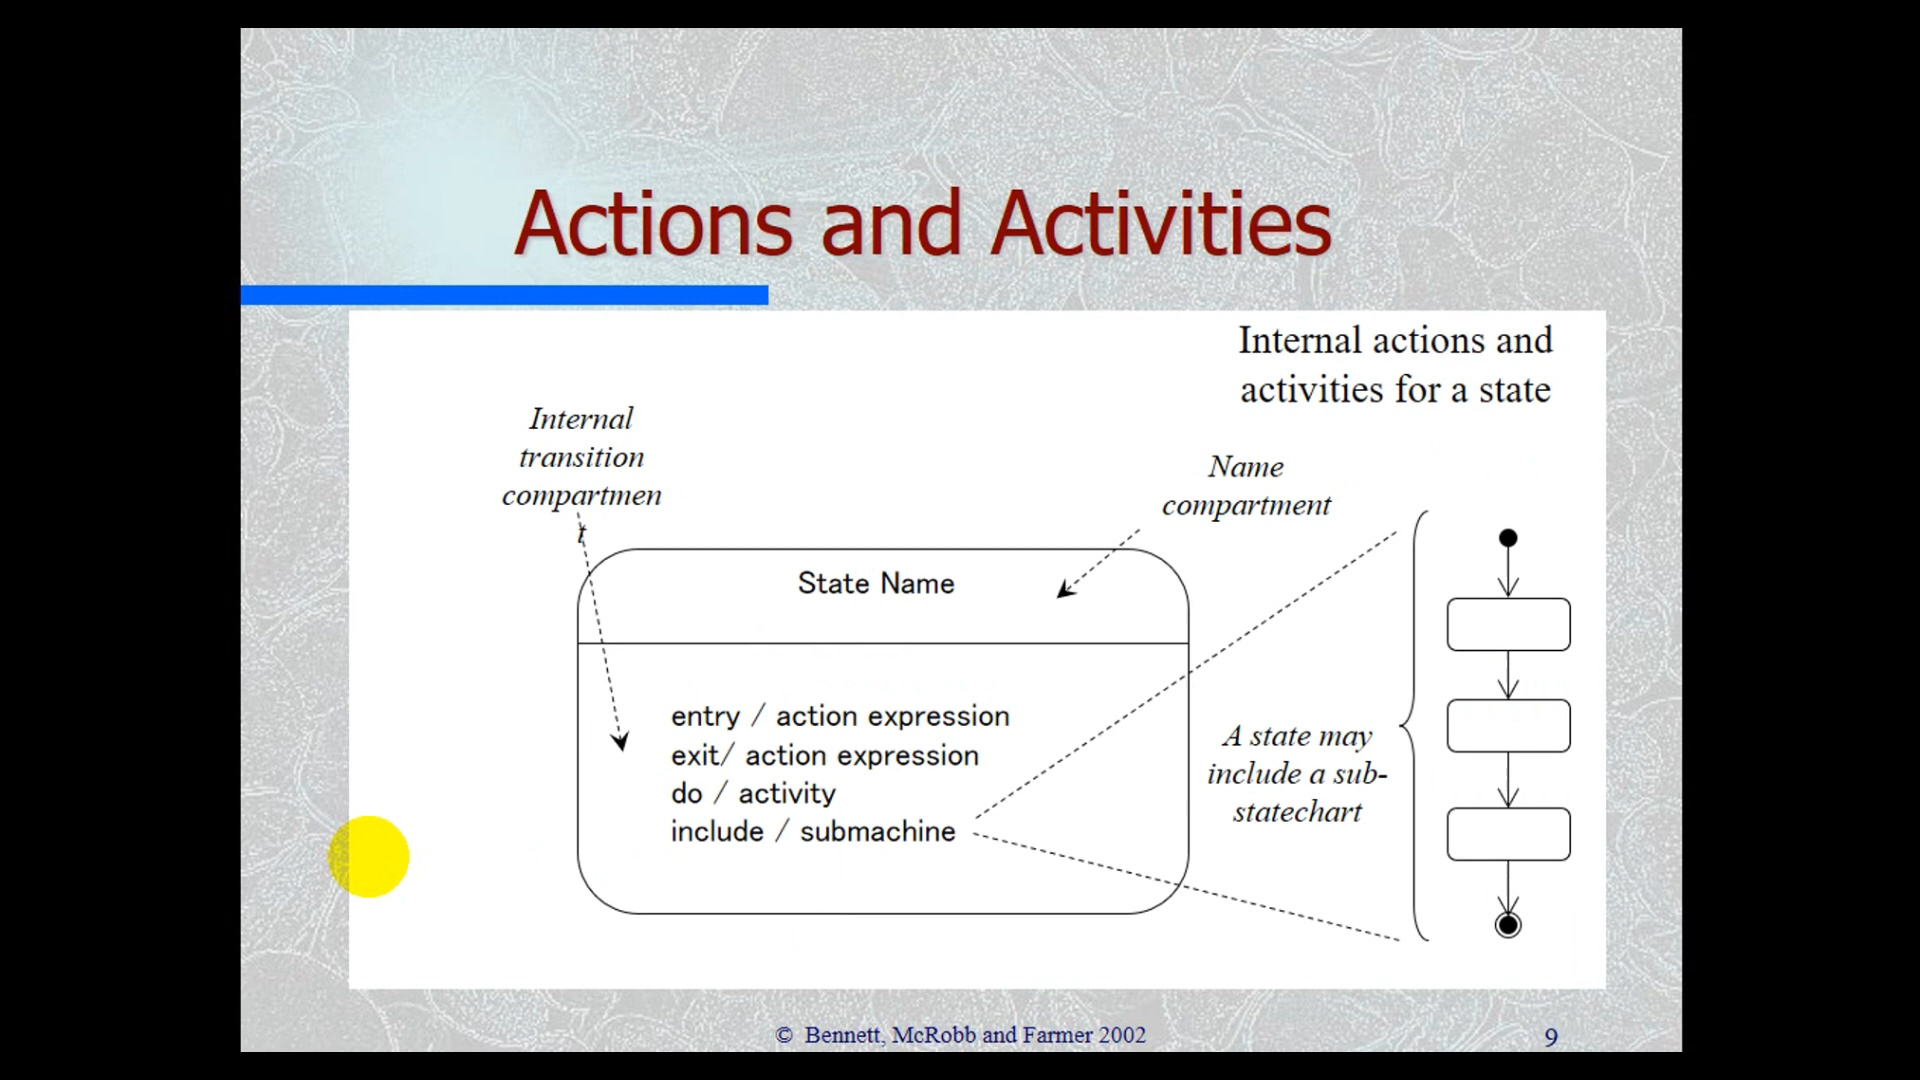 Actions and Activities
Internal actions and
activities for a state
Internal
transition
compartmen
t
Name
compartment
State Name
entry / action expression
exit/ action expression
do / activity
include / submachine
A state may
include a sub-
statechart
© Bennett, McRobb and Farmer 2002
9